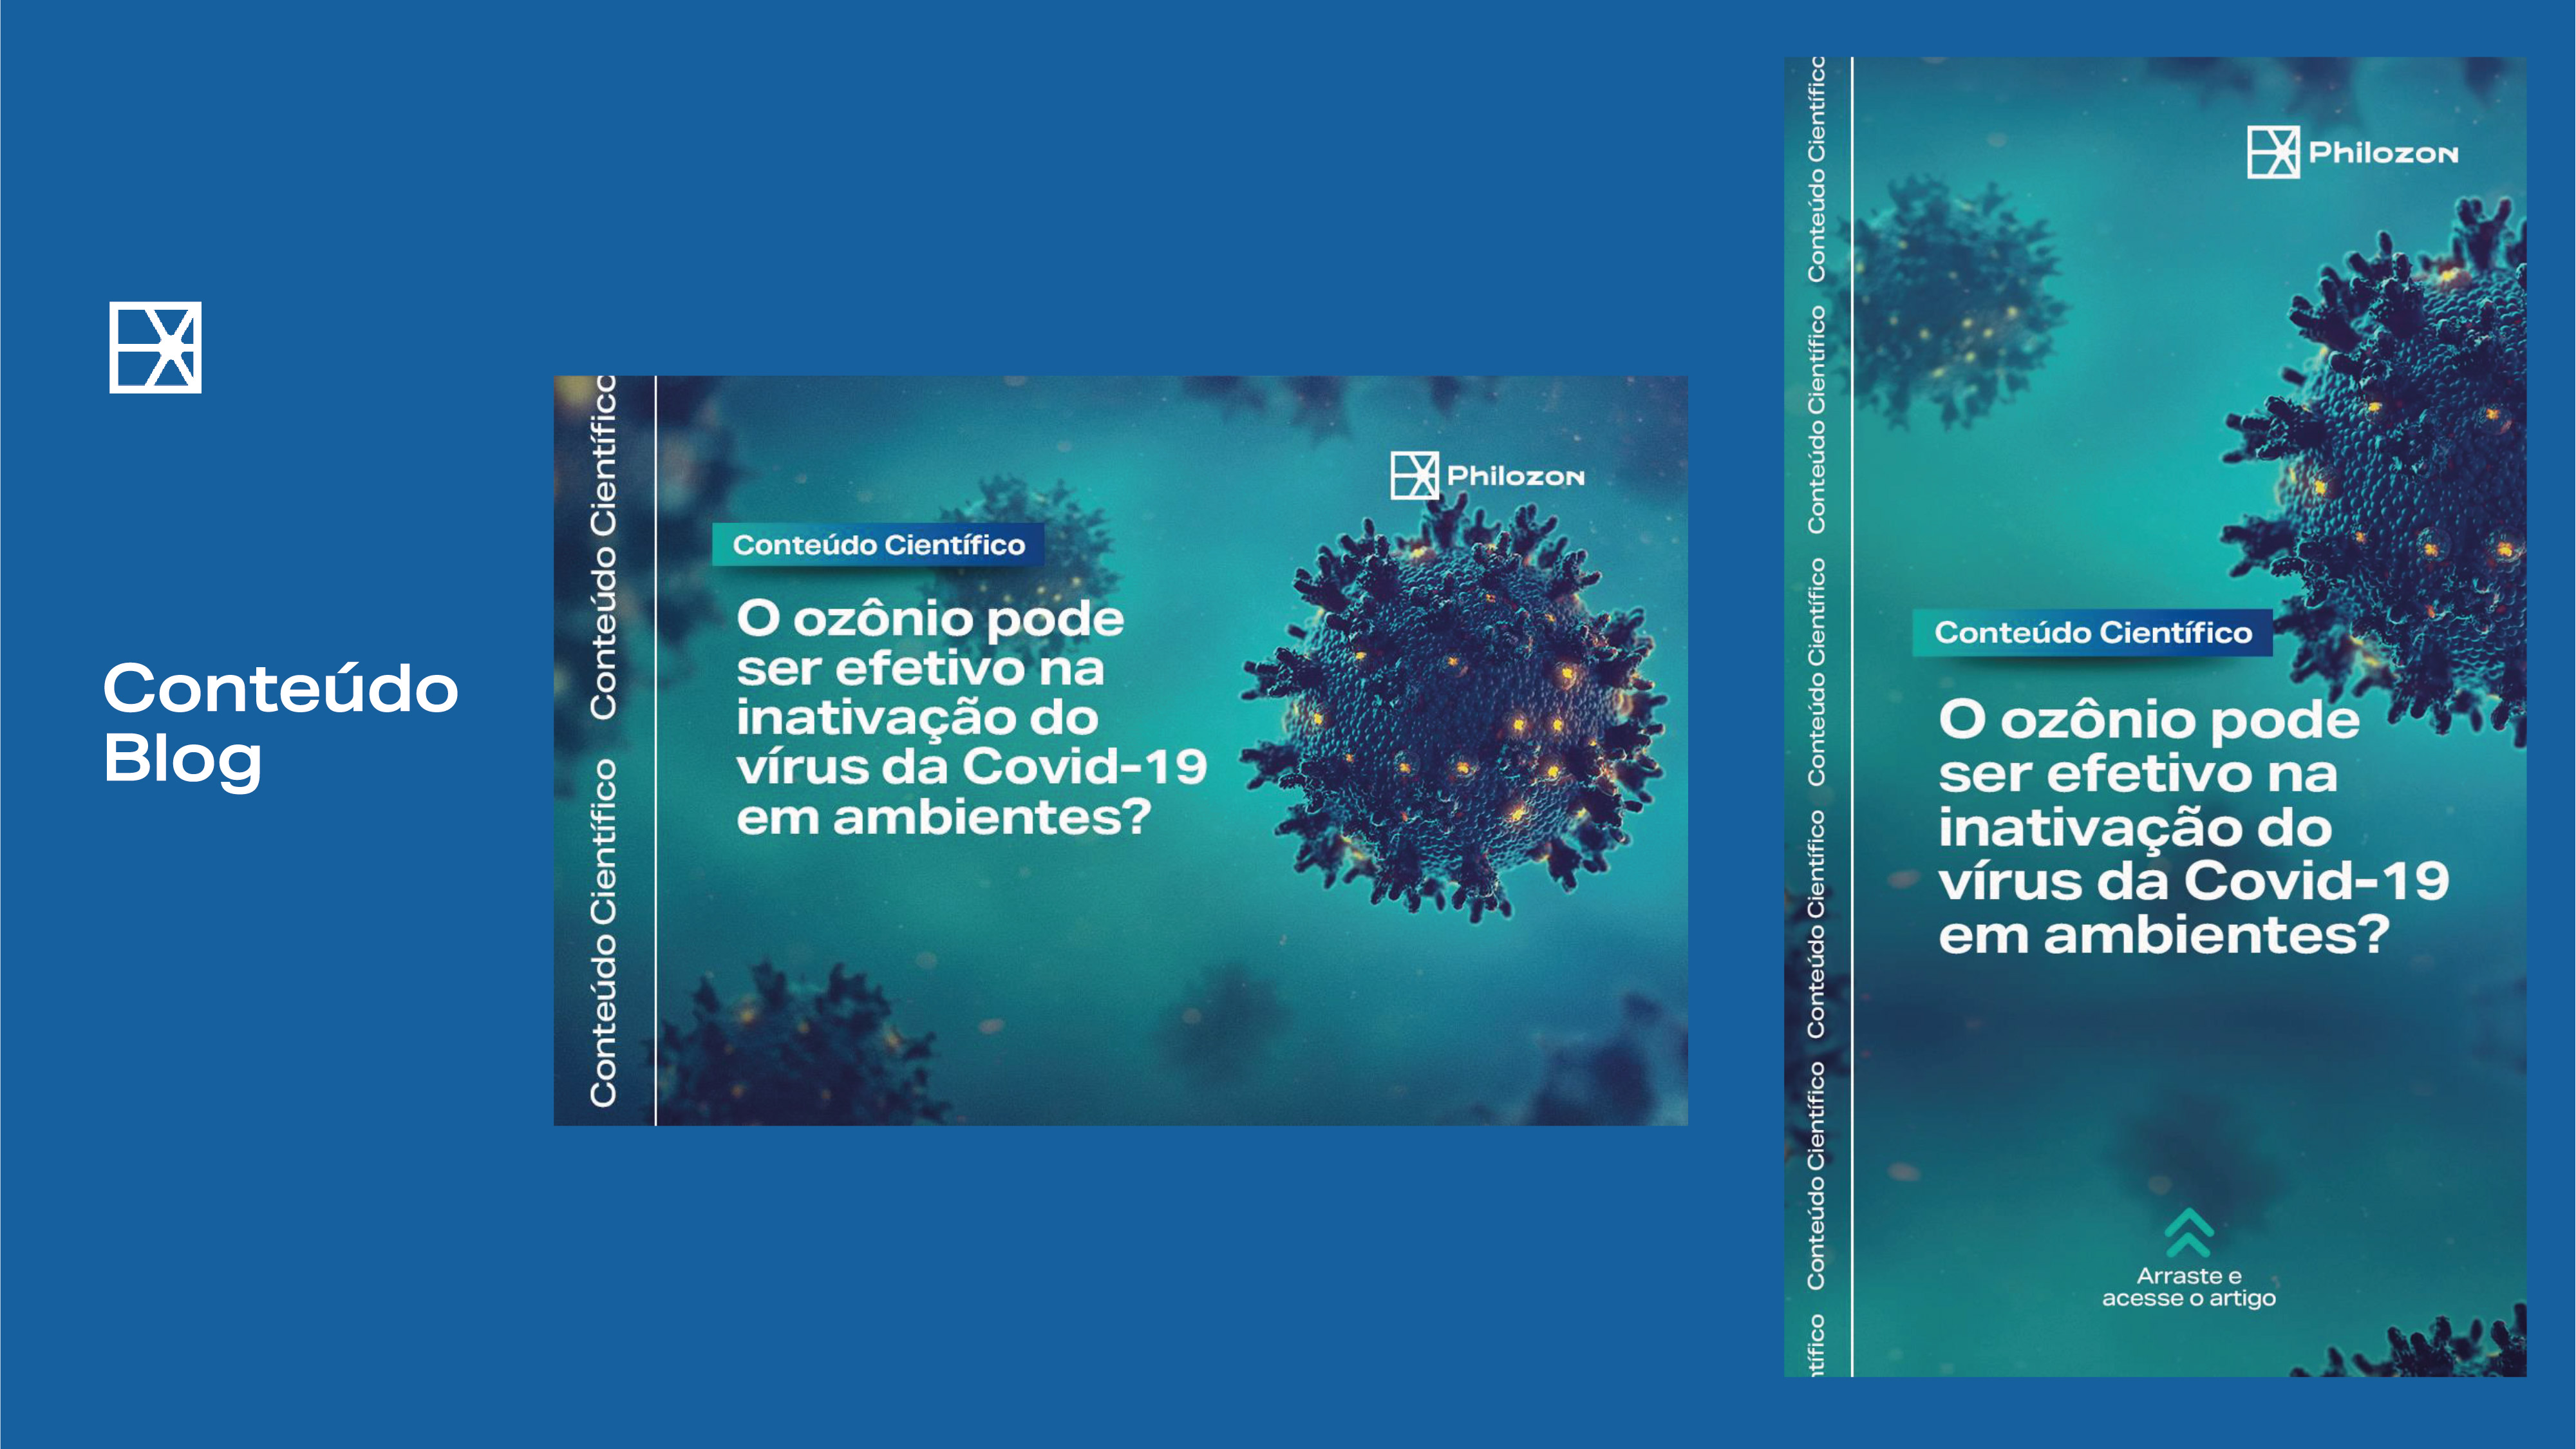 Conteúdo
Blog
Conteúdo Científico Conteúdo Científico
Philozon
Conteúdo Científico
O ozônio pode
ser efetivo na
inativação do
vírus da Covid-19
em ambientes?
ntífico Conteúdo Científico Conteúdo Científico Conteúdo Científico Conteúdo Científico Conteúdo Científico
Philozon
Conteúdo Científico
O ozônio pode
ser efetivo na
inativação do
vírus da Covid-19
em ambientes?
Arraste e
acesse o artigo